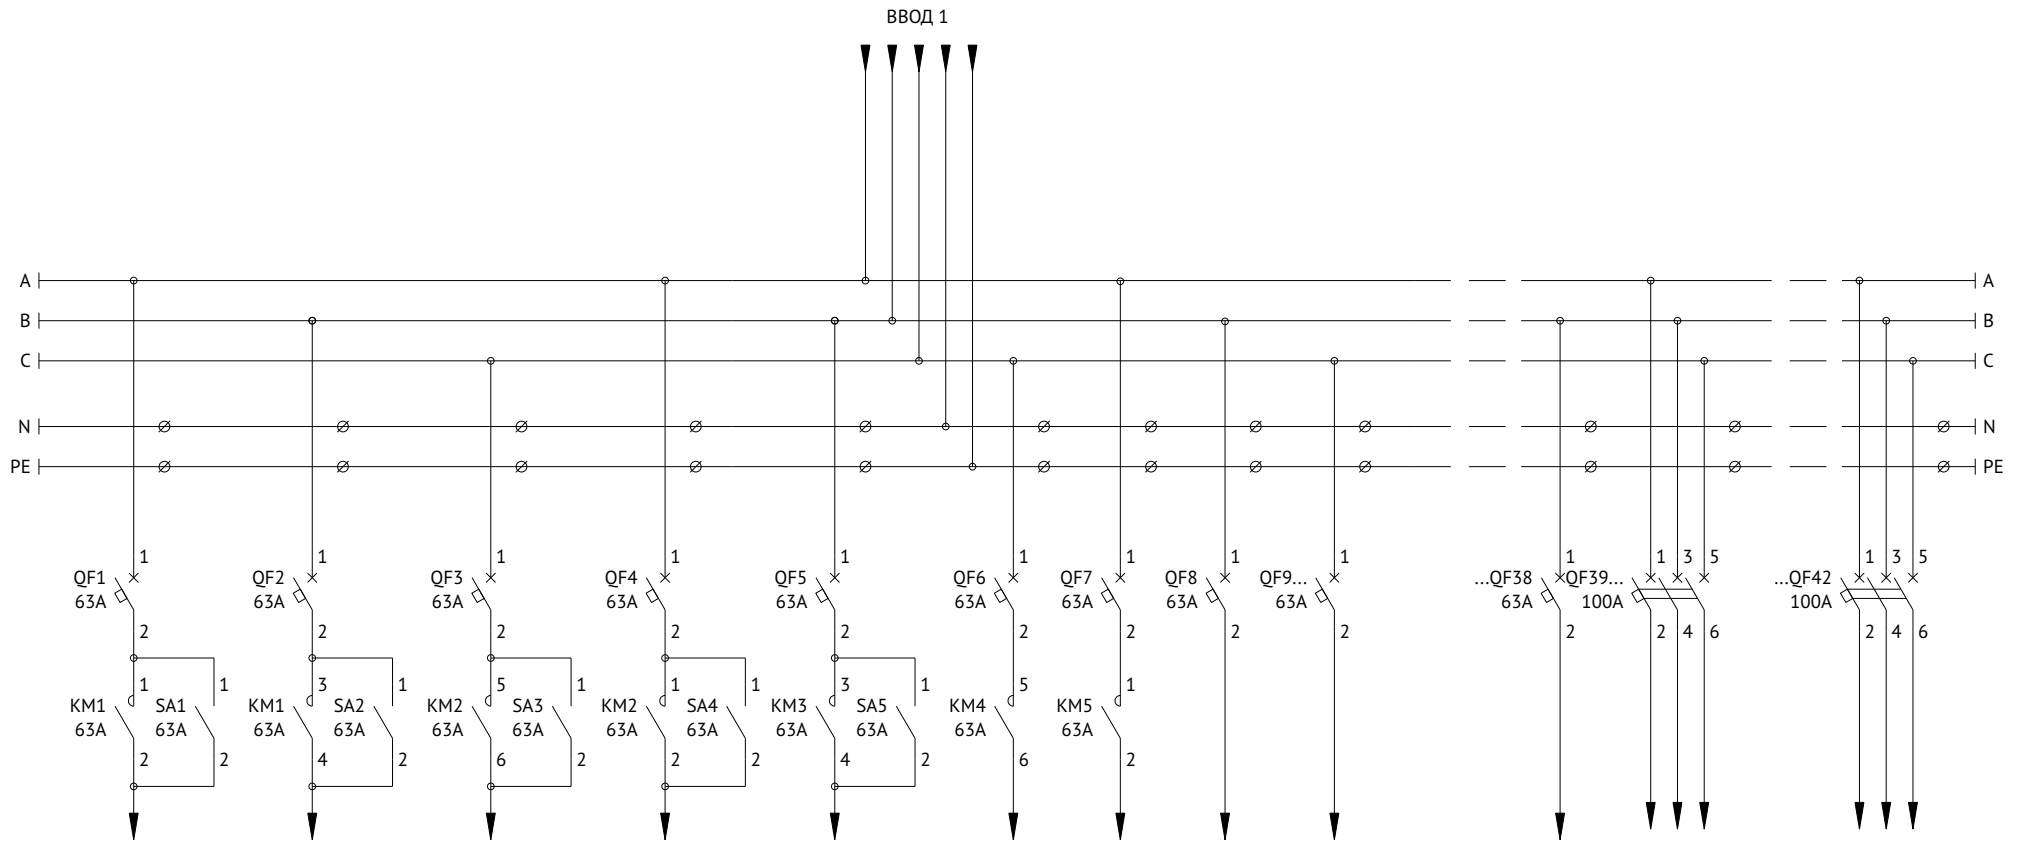 ВВОД 1
A A
B B
C C
N N
PE PE
1 1 1 1 1 1 1 1 1 1 1 3 5 1 3 5
QF1 QF2 QF3 QF4 QF5 QF6 QF7 QF8 QF9... ...QF38 QF39... ...QF42
63A 63A 63A 63A 63A 63A 63A 63A 63A 63A 100A 100A
2 2 2 2 2 2 2 2 2 2 2 4 6 2 4 6
1 1 3 1 5 1 1 1 3 1 5 1
KM1 SA1 KM1 SA2 KM2 SA3 KM2 SA4 KM3 SA5 KM4 KM5
63A 63A 63A 63A 63A 63A 63A 63A 63A 63A 63A 63A
2 2 4 2 6 2 2 2 4 2 6 2